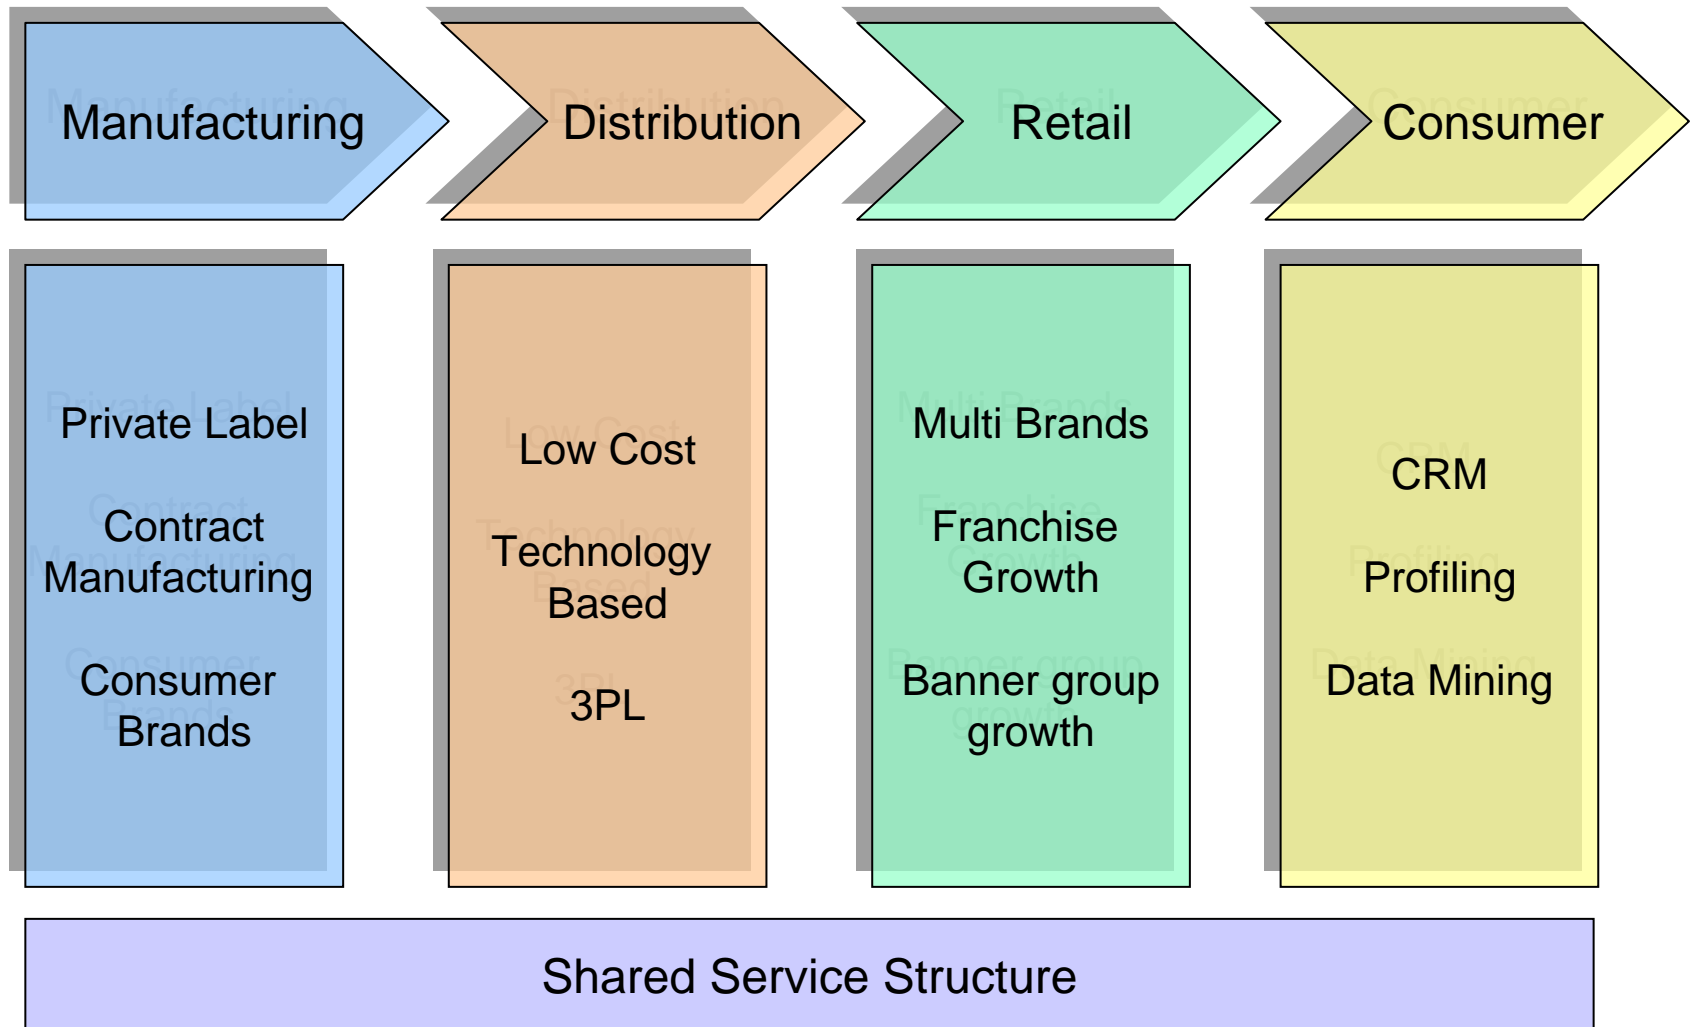 Manufacturing
Distribution
Retail
Consumer
Private Label
Contract
Manufacturing
Consumer
Brands
Low Cost
Technology
Based
3PL
Multi Brands
Franchise
Growth
Banner group
growth
CRM
Profiling
Data Mining
Shared Service Structure